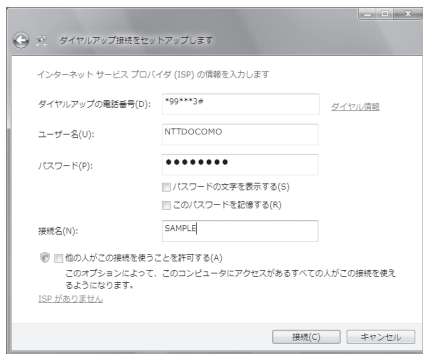 ダイヤルアップ接続をセットアップします
インターネット サービス プロバイダ (ISP) の情報を入力します
ダイヤルアップの電話番号(D): *99***3# ダイヤル情報
ユーザー名(U): NTTDOCOMO
パスワード(P): ●●●●●●●●
パスワードの文字を表示する(S)
このパスワードを記憶する(R)
接続名(N): SAMPLE
他の人がこの接続を使うことを許可する(A)
このオプションによって、このコンピュータにアクセスがあるすべての人がこの接続を使え
るようになります。
ISP がありません
接続(C) キャンセル